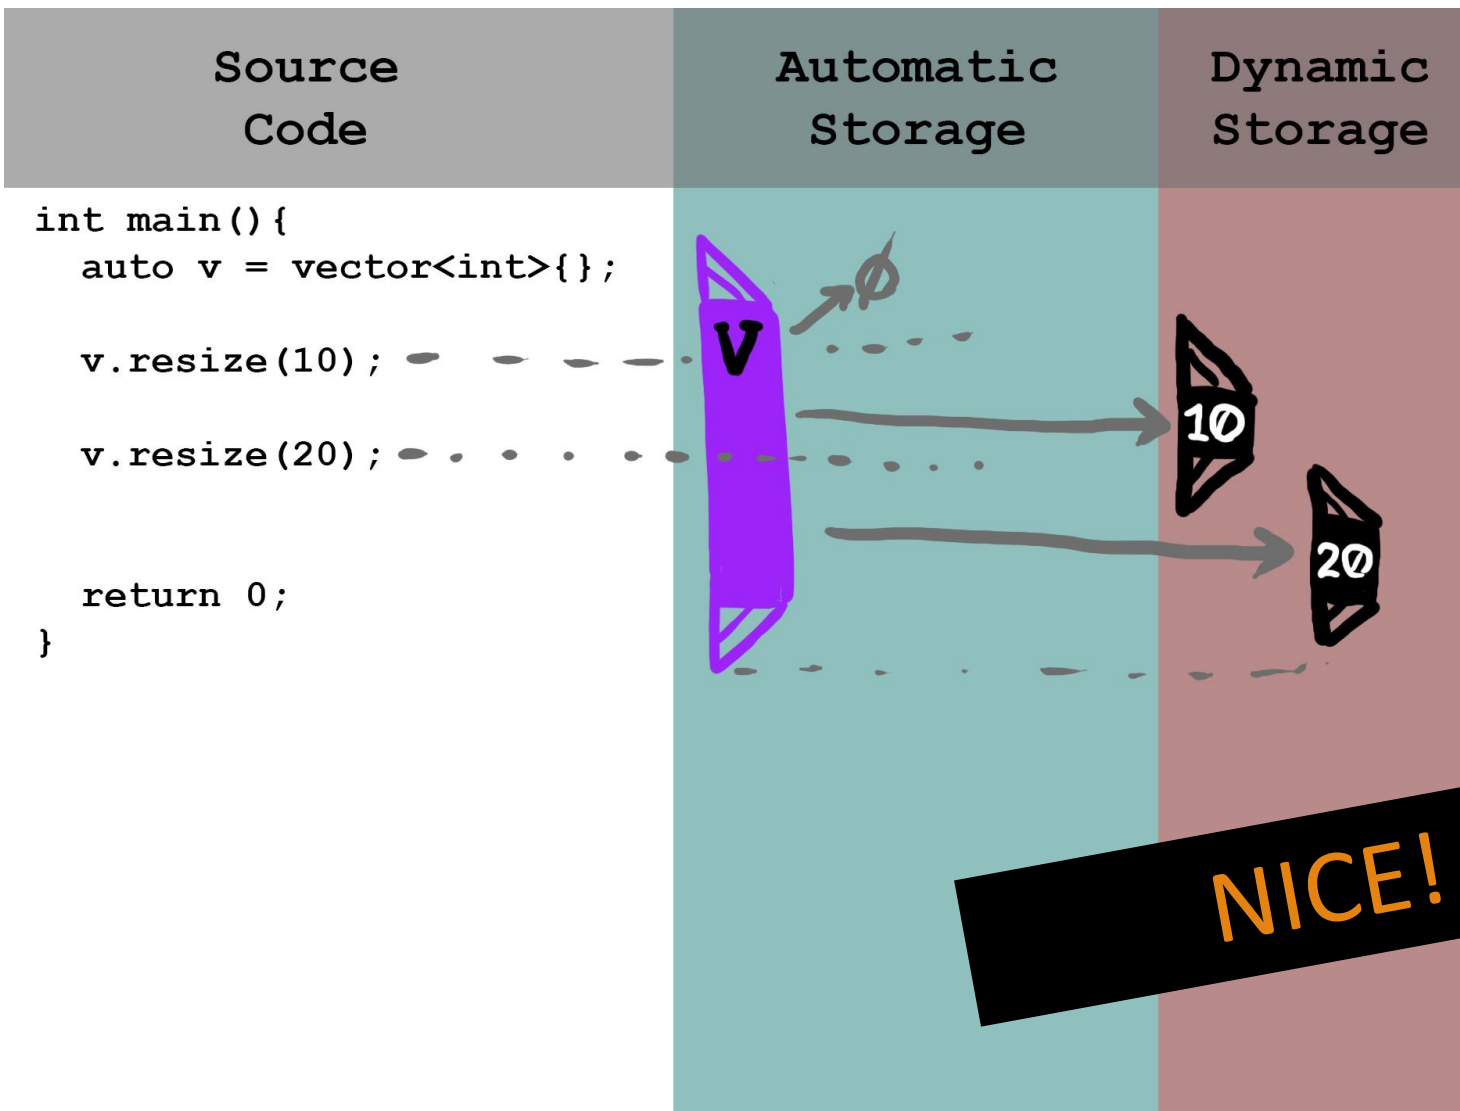 Source
Code
Automatic
Storage
Dynamic
Storage
int main(){
auto v = vector<int>{};
v.resize(10);
v.resize(20);
return 0;
}
V
Ø
10
20
NICE!